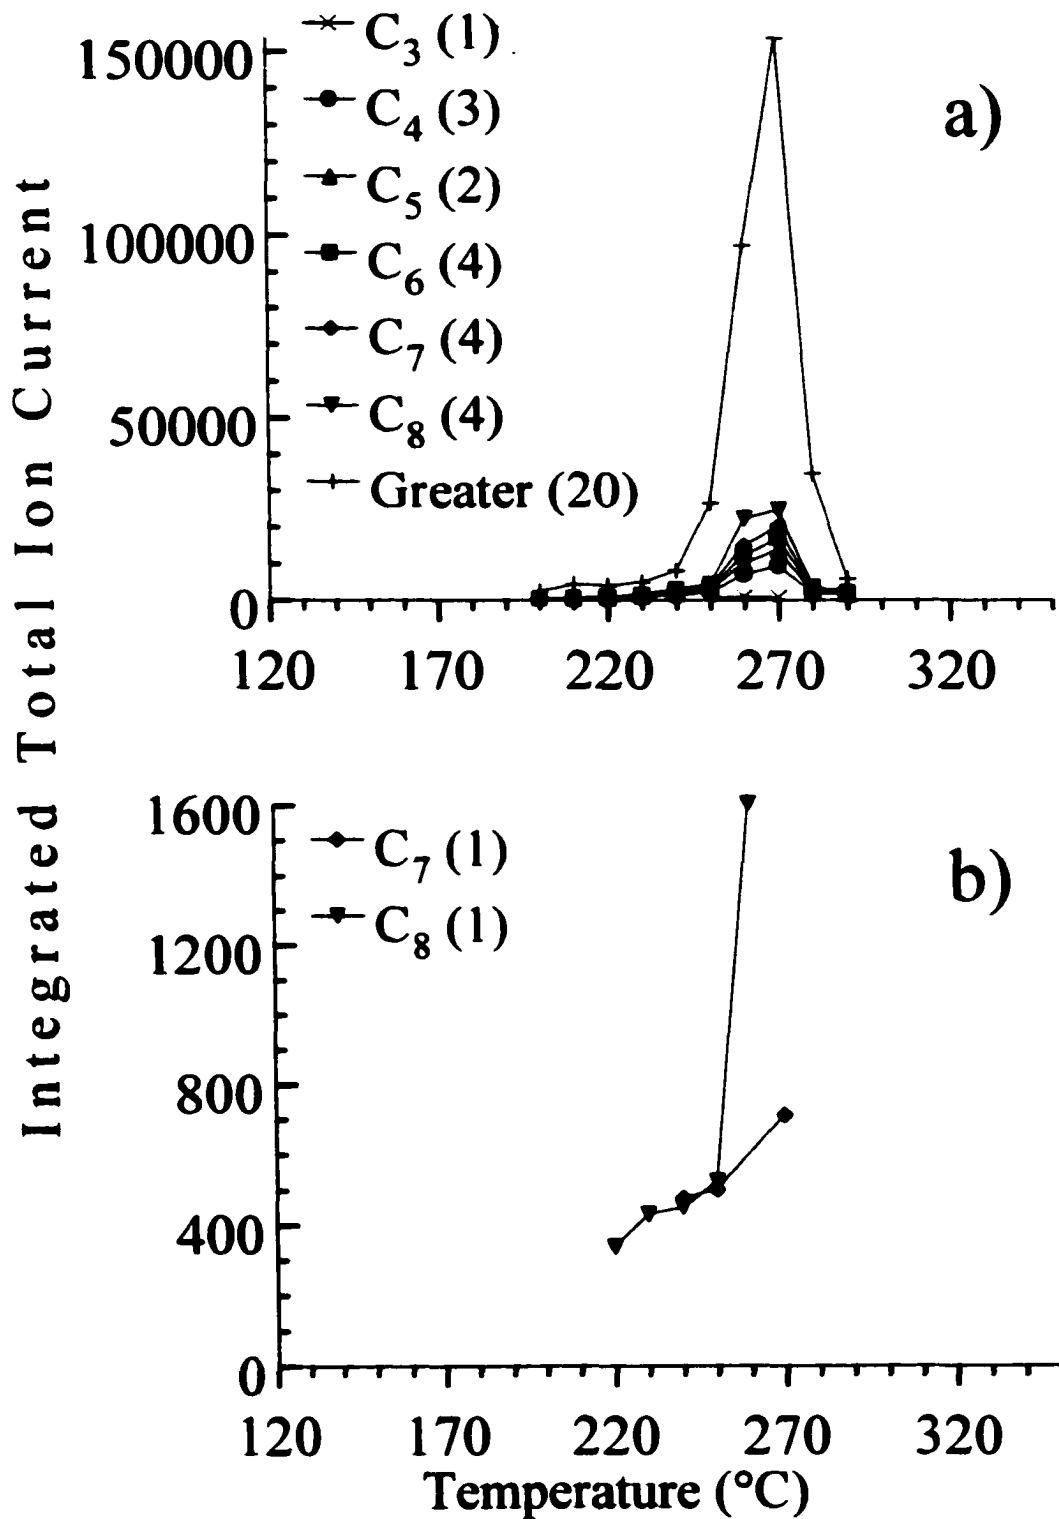 Integrated Total Ion Current
C3 (1)
C4 (3)
C5 (2)
C6 (4)
C7 (4)
C8 (4)
Greater (20)
a)
150000
100000
50000
0
120 170 220 270 320
C7 (1)
C8 (1)
b)
1600
1200
800
400
0
120 170 220 270 320
Temperature (°C)